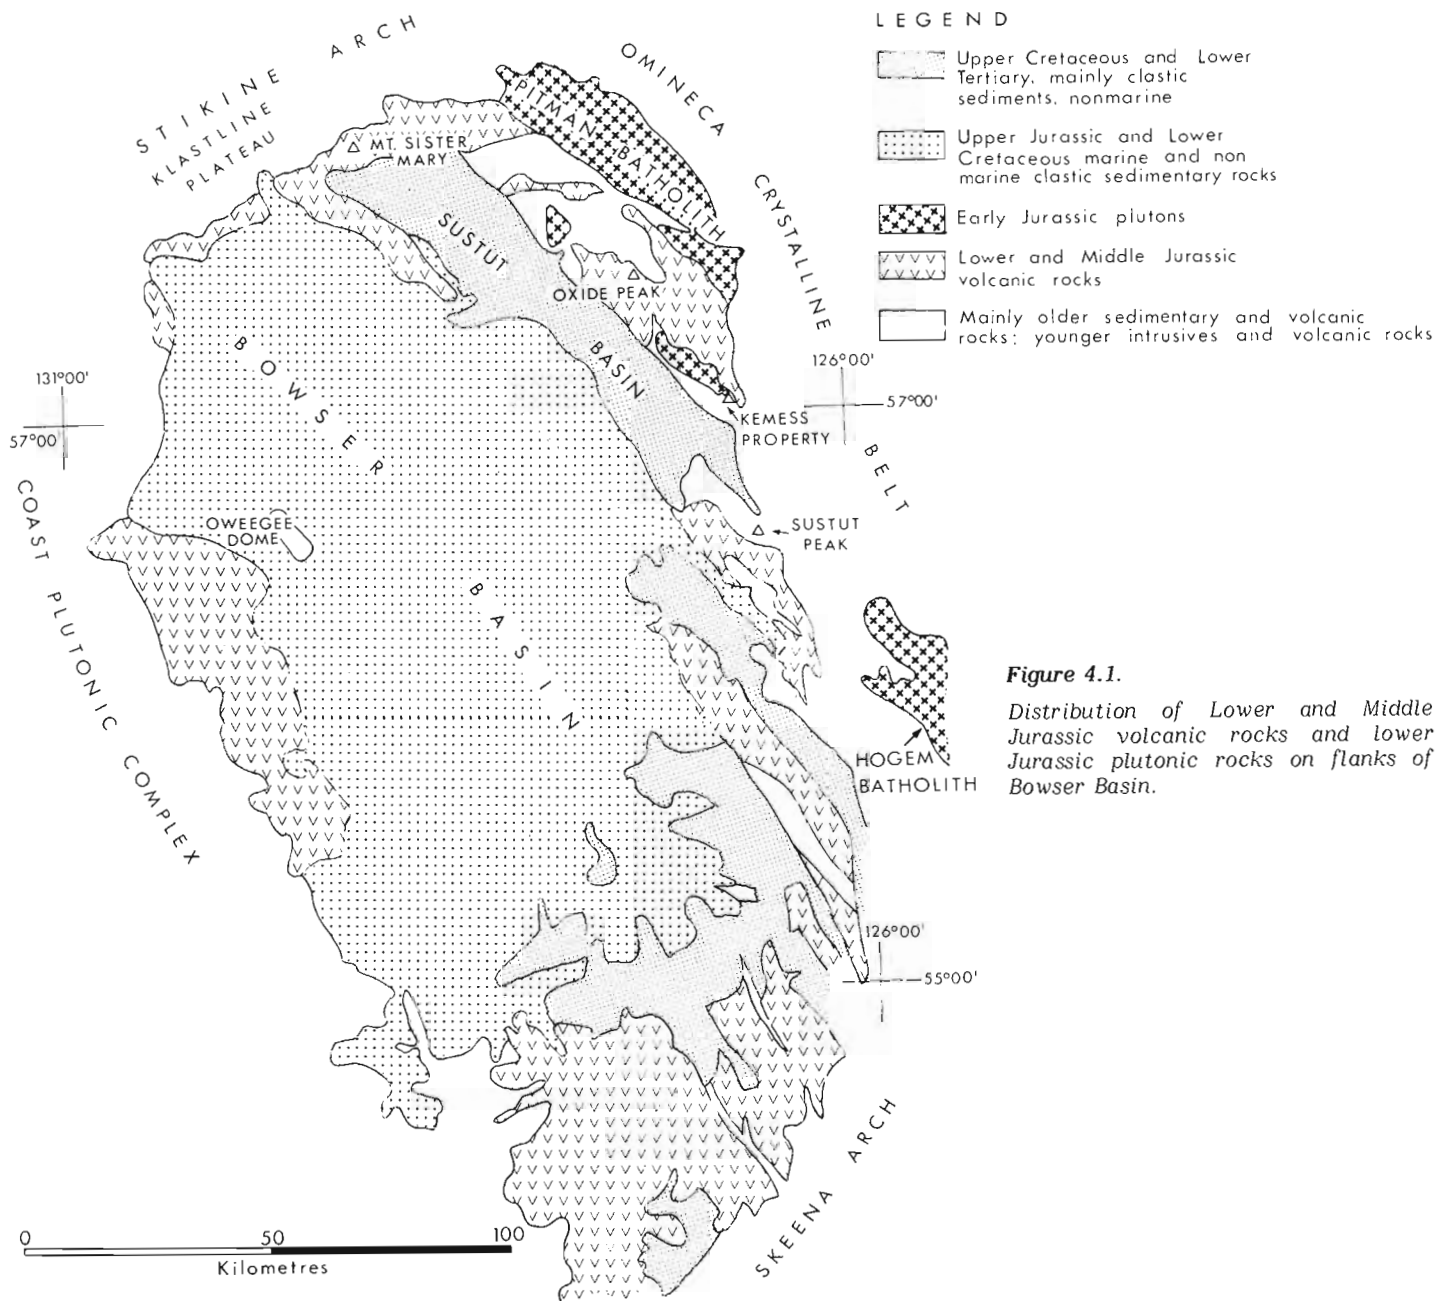 STIKINE ARCH
KLASTLINE
PLATEAU
OMINECA CRYSTALLINE BELT
PITMAN BATHOLITH
MT. SISTER
MARY
SUSTUT
BASIN
OXIDE PEAK
KEMESS
PROPERTY
126°00'
57°00'
131°00'
57°00'
BOWSER
BASIN
OWEEGEE
DOME
SUSTUT
PEAK
COAST PLUTONIC COMPLEX
HOGEM
BATHOLITH
126°00'
55°00'
SKEENA ARCH
0 50 100
Kilometres
LEGEND
Upper Cretaceous and Lower
Tertiary, mainly clastic
sediments, nonmarine
Upper Jurassic and Lower
Cretaceous marine and non
marine clastic sedimentary rocks
Early Jurassic plutons
Lower and Middle Jurassic
volcanic rocks
Mainly older sedimentary and volcanic
rocks; younger intrusives and volcanic rocks
Figure 4.1.
Distribution of Lower and Middle
Jurassic volcanic rocks and lower
Jurassic plutonic rocks on flanks of
Bowser Basin.